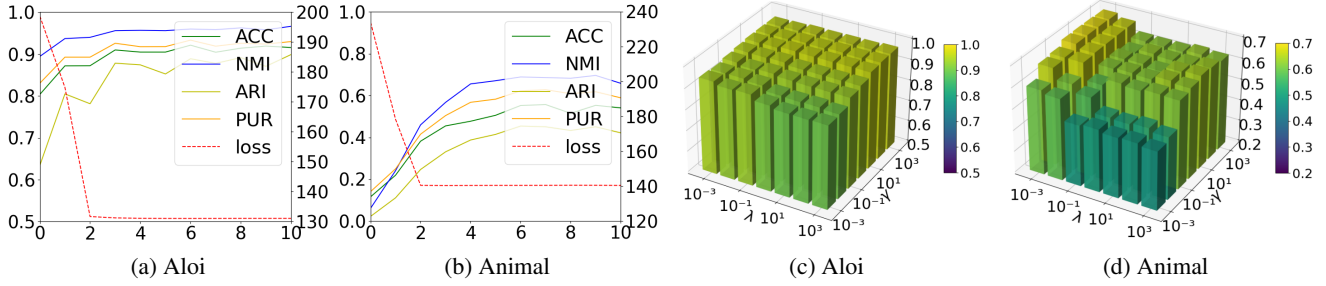 1.0
0.9
0.8
0.7
0.6
0.5
0 2 4 6 8 10
200
190
180
170
160
150
140
130
ACC
NMI
ARI
PUR
loss
(a) Aloi
1.0
0.8
0.6
0.4
0.2
0.0
0 2 4 6 8 10
240
220
200
180
160
140
120
ACC
NMI
ARI
PUR
loss
(b) Animal
1.0
0.9
0.8
0.7
0.6
0.5
10⁻³ 10⁻¹ λ 10¹ 10³
10⁻³ 10⁻¹ γ 10¹ 10³
1.0
0.9
0.8
0.7
0.6
0.5
(c) Aloi
0.7
0.6
0.5
0.4
0.3
0.2
10⁻³ 10⁻¹ λ 10¹ 10³
10⁻³ 10⁻¹ γ 10¹ 10³
0.7
0.6
0.5
0.4
0.3
0.2
(d) Animal